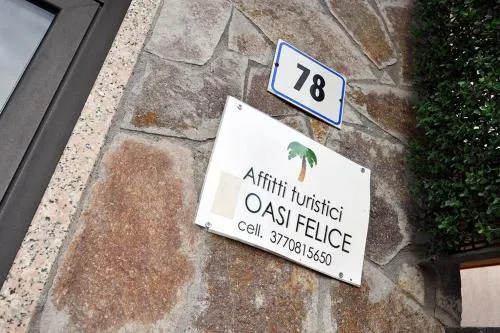 78
Affitti turistici
OASI FELICE
cell. 3770815650